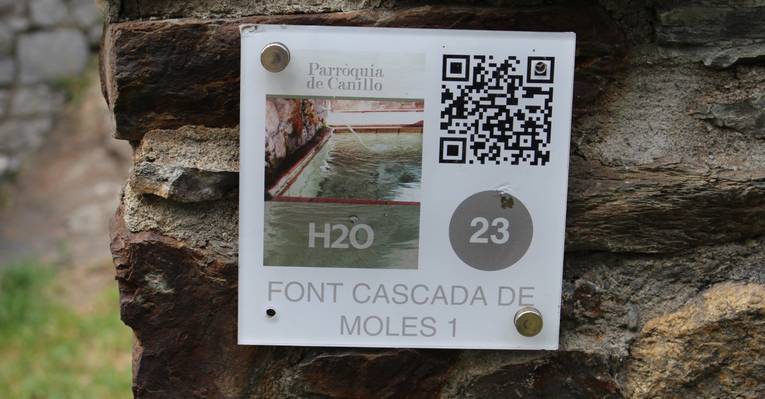 Parròquia
de Canillo
H2O
23
FONT CASCADA DE
MOLES 1